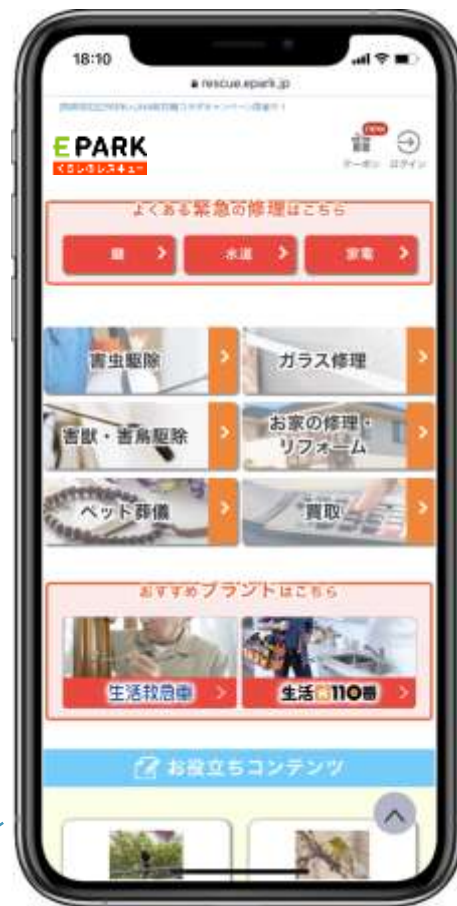 18:10
rescue.epark.jp
EPARK
くらしのレスキュー
new
クーポン
ログイン
よくある緊急の修理はこちら
鍵
水道
家電
害虫駆除
ガラス修理
害獣・害鳥駆除
お家の修理・
リフォーム
ペット葬儀
買取
おすすめブランドはこちら
生活救急車
生活110番
お役立ちコンテンツ